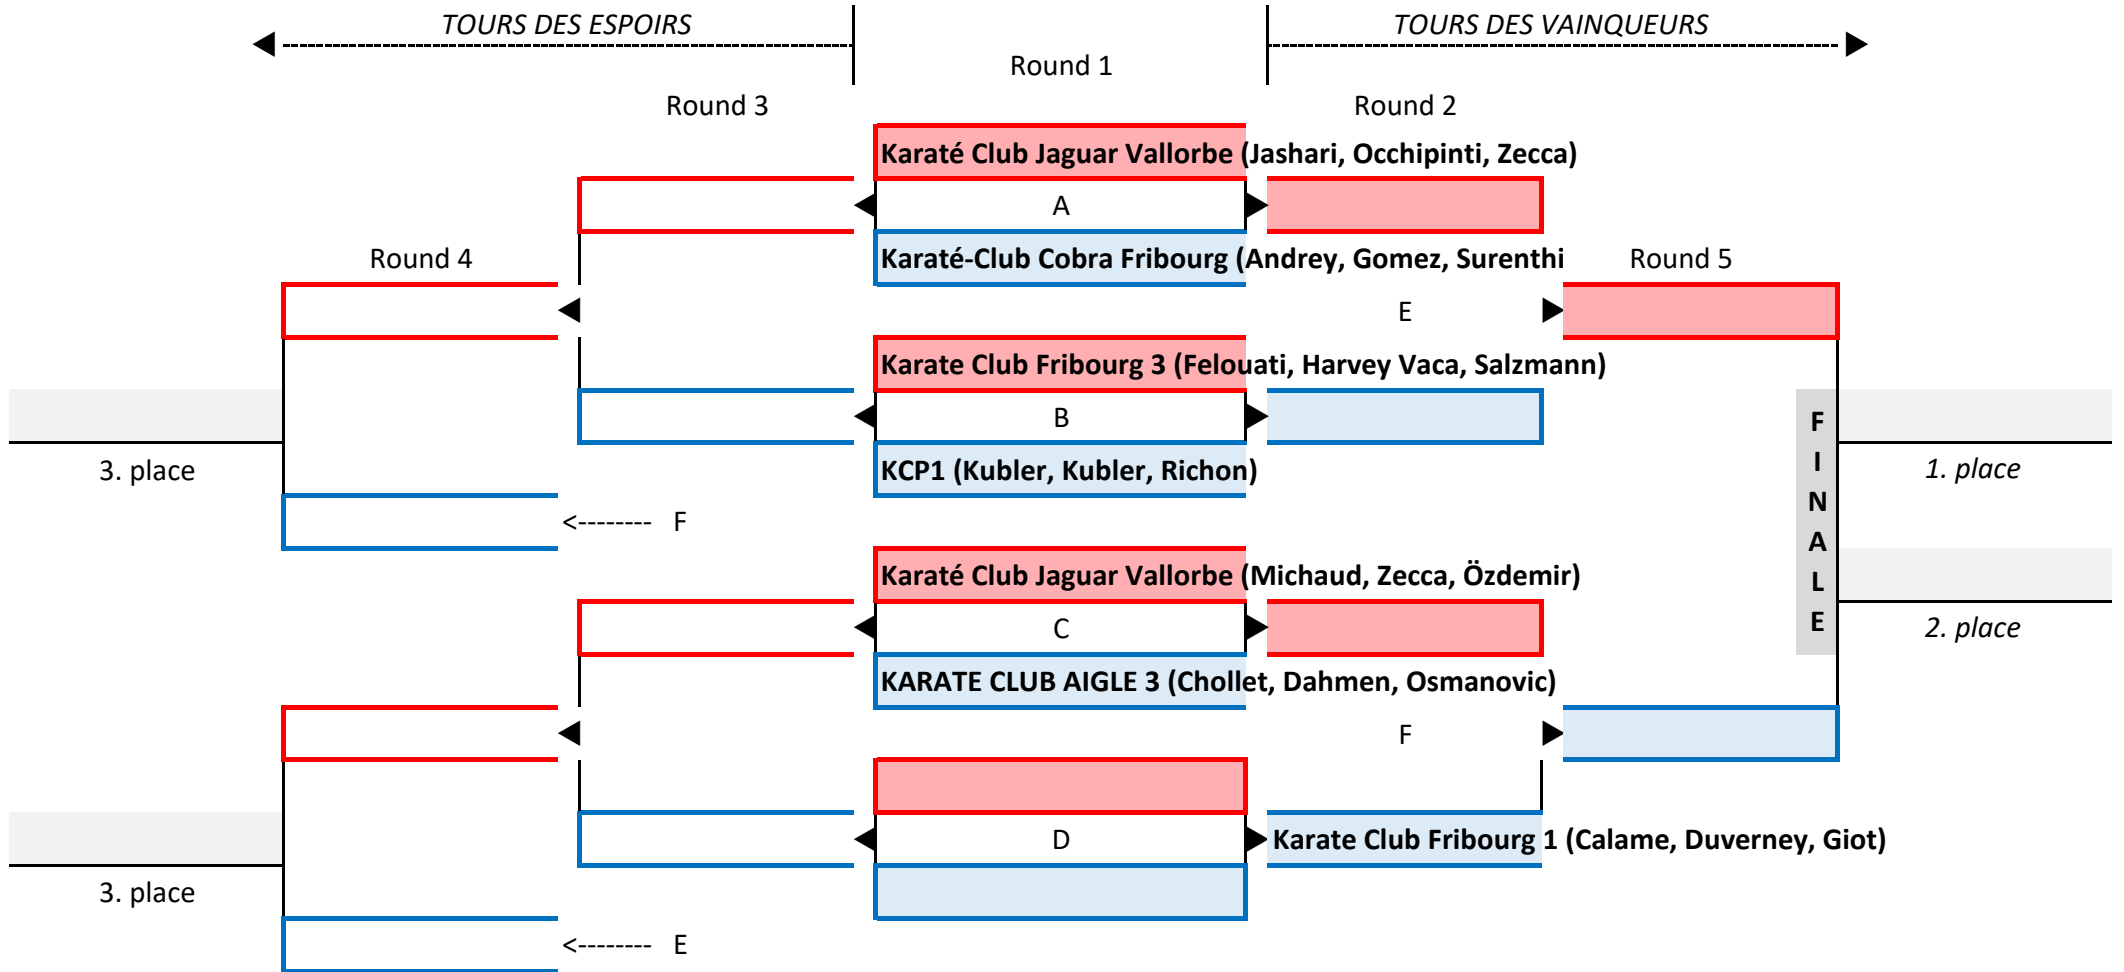 TOURS DES ESPOIRS
TOURS DES VAINQUEURS
Round 1
Round 3
Round 2
Karaté Club Jaguar Vallorbe (Jashari, Occhipinti, Zecca)
A
Round 4
Karaté-Club Cobra Fribourg (Andrey, Gomez, Surenthi
Round 5
E
Karate Club Fribourg 3 (Felouati, Harvey Vaca, Salzmann)
B
3. place
KCP1 (Kubler, Kubler, Richon)
1. place
<-------- F
FINALE
Karaté Club Jaguar Vallorbe (Michaud, Zecca, Özdemir)
C
2. place
KARATE CLUB AIGLE 3 (Chollet, Dahmen, Osmanovic)
F
D
Karate Club Fribourg 1 (Calame, Duverney, Giot)
3. place
<-------- E